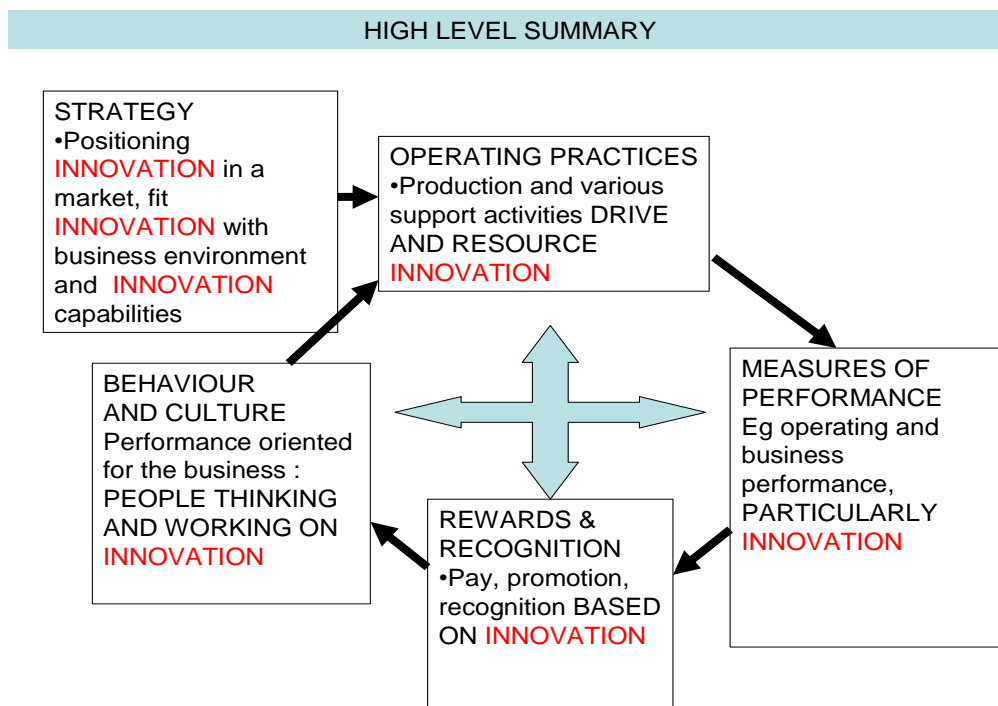 HIGH LEVEL SUMMARY
STRATEGY
•Positioning
INNOVATION in a
market, fit
INNOVATION with
business environment
and INNOVATION
capabilities
OPERATING PRACTICES
•Production and various
support activities DRIVE
AND RESOURCE
INNOVATION
MEASURES OF
PERFORMANCE
Eg operating and
business
performance,
PARTICULARLY
INNOVATION
REWARDS &
RECOGNITION
•Pay, promotion,
recognition BASED
ON INNOVATION
BEHAVIOUR
AND CULTURE
Performance oriented
for the business :
PEOPLE THINKING
AND WORKING ON
INNOVATION